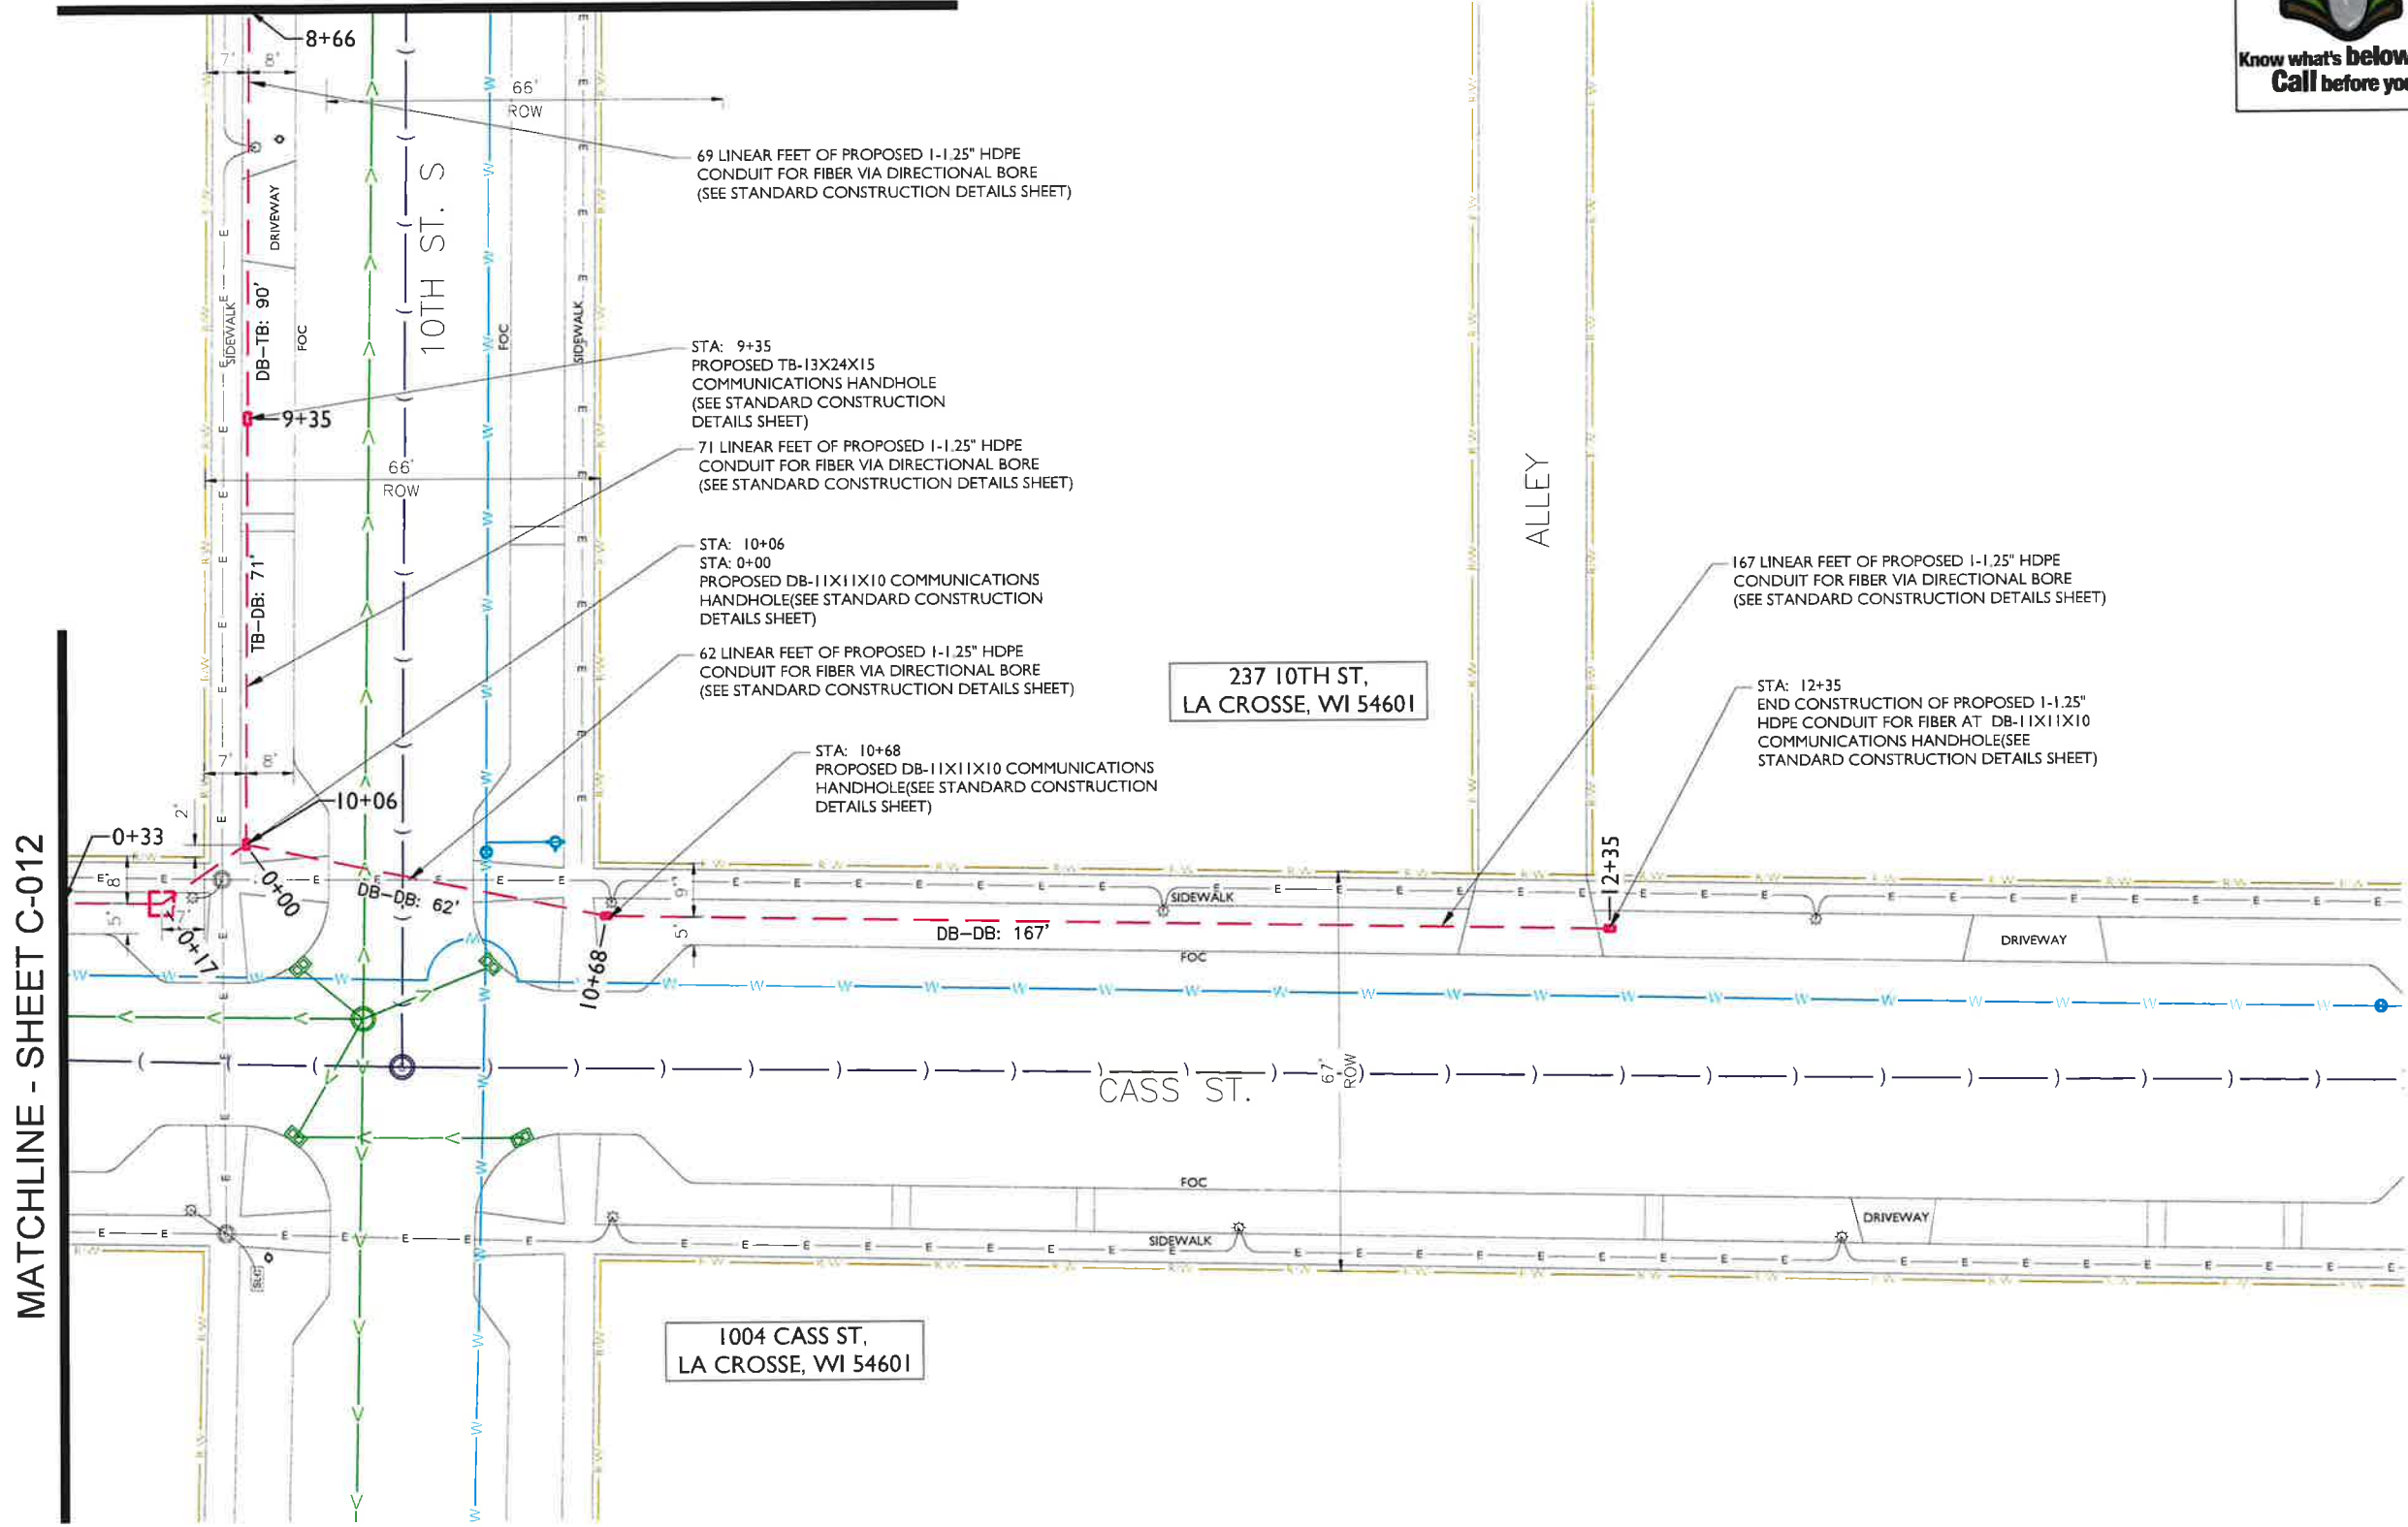 Know what's below
Call before you
8+66
7'
8'
66'
ROW
69 LINEAR FEET OF PROPOSED 1-1.25" HDPE
CONDUIT FOR FIBER VIA DIRECTIONAL BORE
(SEE STANDARD CONSTRUCTION DETAILS SHEET)
DRIVEWAY
10TH ST. S
SIDEWALK
DB-TB: 90'
FOC
FOC
SIDEWALK
STA: 9+35
PROPOSED TB-13X24X15
COMMUNICATIONS HANDHOLE
(SEE STANDARD CONSTRUCTION
DETAILS SHEET)
9+35
71 LINEAR FEET OF PROPOSED 1-1.25" HDPE
CONDUIT FOR FIBER VIA DIRECTIONAL BORE
(SEE STANDARD CONSTRUCTION DETAILS SHEET)
66'
ROW
ALLEY
STA: 10+06
STA: 0+00
PROPOSED DB-11X11X10 COMMUNICATIONS
HANDHOLE(SEE STANDARD CONSTRUCTION
DETAILS SHEET)
TB-DB: 71'
167 LINEAR FEET OF PROPOSED 1-1.25" HDPE
CONDUIT FOR FIBER VIA DIRECTIONAL BORE
(SEE STANDARD CONSTRUCTION DETAILS SHEET)
62 LINEAR FEET OF PROPOSED 1-1.25" HDPE
CONDUIT FOR FIBER VIA DIRECTIONAL BORE
(SEE STANDARD CONSTRUCTION DETAILS SHEET)
237 10TH ST,
LA CROSSE, WI 54601
STA: 12+35
END CONSTRUCTION OF PROPOSED 1-1.25"
HDPE CONDUIT FOR FIBER AT DB-11X11X10
COMMUNICATIONS HANDHOLE(SEE
STANDARD CONSTRUCTION DETAILS SHEET)
STA: 10+68
PROPOSED DB-11X11X10 COMMUNICATIONS
HANDHOLE(SEE STANDARD CONSTRUCTION
DETAILS SHEET)
7'
8'
2'
10+06
0+33
8'
5'
7'
0+17
0+00
DB-DB: 62'
9'
5'
10+68
DB-DB: 167'
SIDEWALK
12+35
DRIVEWAY
FOC
MATCHLINE - SHEET C-012
CASS ST.
67'
ROW
FOC
SIDEWALK
DRIVEWAY
1004 CASS ST,
LA CROSSE, WI 54601